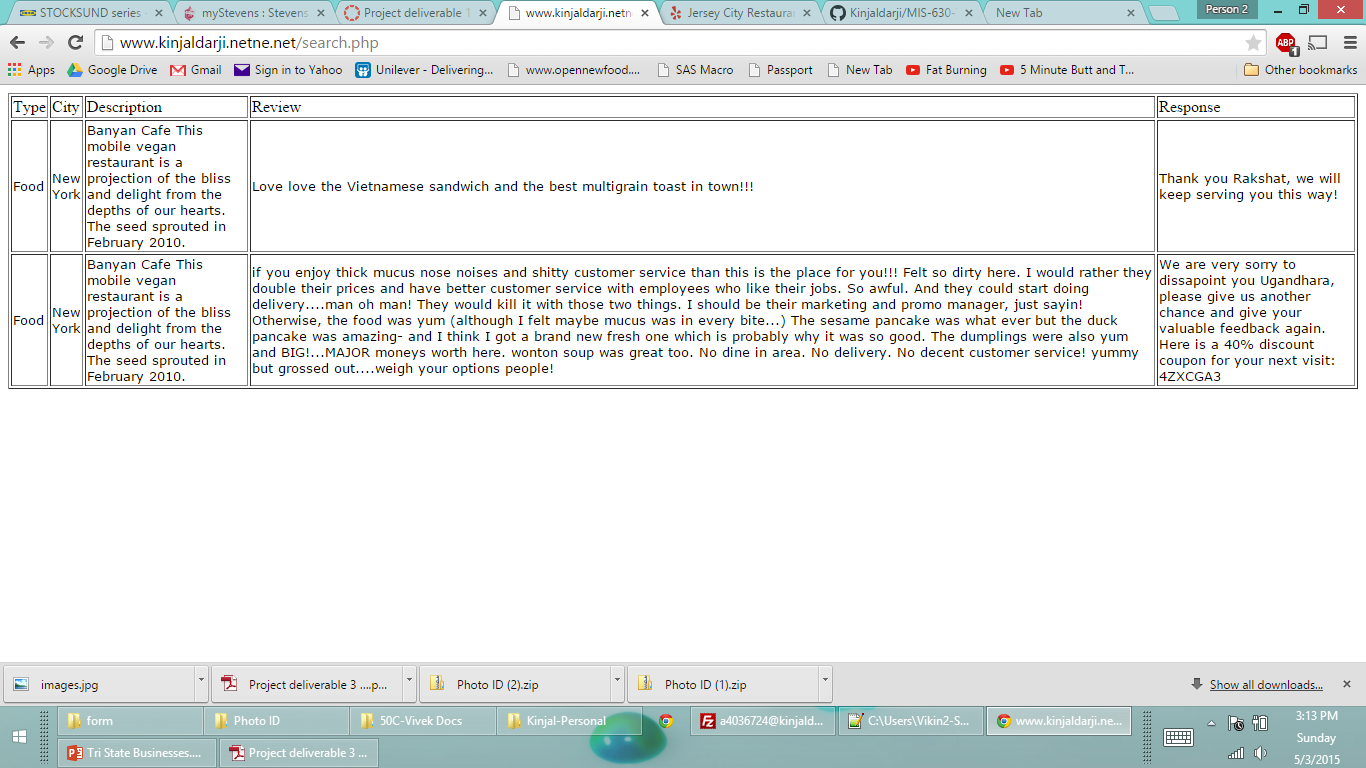 STOCKSUND series -
myStevens : Stevens
Project deliverable 1
www.kinjaldarji.netn
Jersey City Restaurar
Kinjaldarji/MIS-630-
New Tab
Person 2
www.kinjaldarji.netne.net/search.php
ABP
1
Apps
Google Drive
Gmail
Sign in to Yahoo
Unilever - Delivering...
www.opennewfood....
SAS Macro
Passport
New Tab
Fat Burning
5 Minute Butt and T...
Other bookmarks
Type
City
Description
Review
Response
Food
New
York
Banyan Cafe This
mobile vegan
restaurant is a
projection of the bliss
and delight from the
depths of our hearts.
The seed sprouted in
February 2010.
Love love the Vietnamese sandwich and the best multigrain toast in town!!!
Thank you Rakshat, we will
keep serving you this way!
Food
New
York
Banyan Cafe This
mobile vegan
restaurant is a
projection of the bliss
and delight from the
depths of our hearts.
The seed sprouted in
February 2010.
if you enjoy thick mucus nose noises and shitty customer service than this is the place for you!!! Felt so dirty here. I would rather they
double their prices and have better customer service with employees who like their jobs. So awful. And they could start doing
delivery....man oh man! They would kill it with those two things. I should be their marketing and promo manager, just sayin!
Otherwise, the food was yum (although I felt maybe mucus was in every bite...) The sesame pancake was what ever but the duck
pancake was amazing- and I think I got a brand new fresh one which is probably why it was so good. The dumplings were also yum
and BIG!...MAJOR moneys worth here. wonton soup was great too. No dine in area. No delivery. No decent customer service! yummy
but grossed out....weigh your options people!
We are very sorry to
dissapoint you Ugandhara,
please give us another
chance and give your
valuable feedback again.
Here is a 40% discount
coupon for your next visit:
4ZXCGA3
images.jpg
Project deliverable 3 ....p...
Photo ID (2).zip
Photo ID (1).zip
Show all downloads...
form
Photo ID
50C-Vivek Docs
Kinjal-Personal
a4036724@kinjald...
C:\Users\Vikin2-S...
www.kinjaldarji.ne...
Tri State Businesses....
Project deliverable 3 ...
3:13 PM
Sunday
5/3/2015